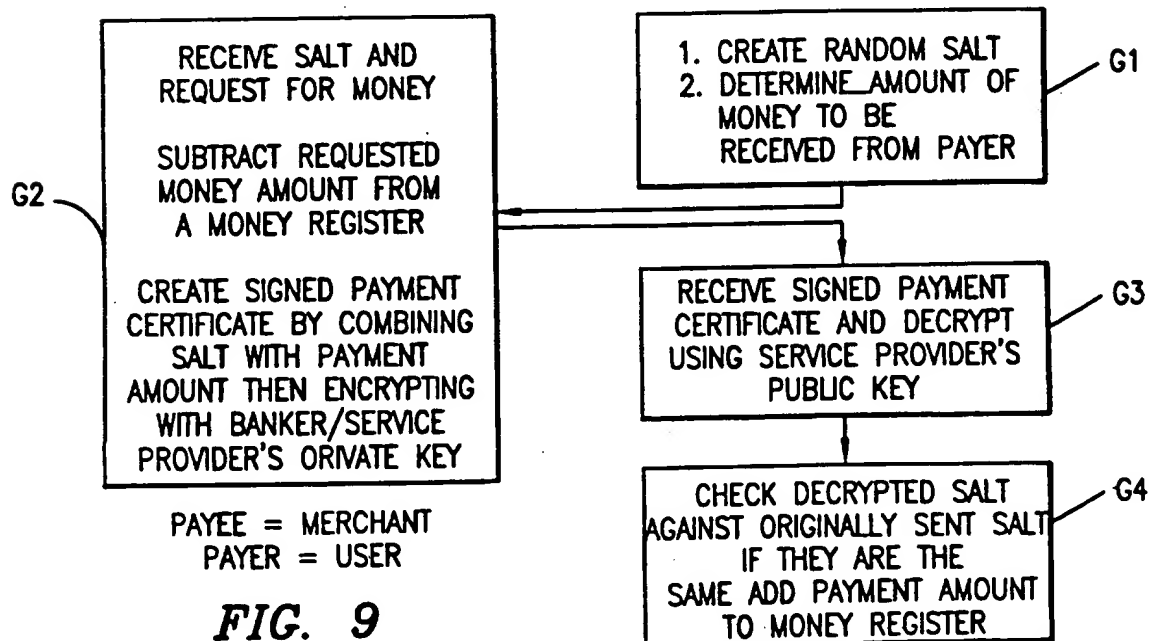 RECEIVE SALT AND
REQUEST FOR MONEY
SUBTRACT REQUESTED
MONEY AMOUNT FROM
A MONEY REGISTER
CREATE SIGNED PAYMENT
CERTIFICATE BY COMBINING
SALT WITH PAYMENT
AMOUNT THEN ENCRYPTING
WITH BANKER/SERVICE
PROVIDER'S ORIVATE KEY
G2
PAYEE = MERCHANT
PAYER = USER
FIG. 9
1. CREATE RANDOM SALT
2. DETERMINE AMOUNT OF
MONEY TO BE
RECEIVED FROM PAYER
G1
RECEIVE SIGNED PAYMENT
CERTIFICATE AND DECRYPT
USING SERVICE PROVIDER'S
PUBLIC KEY
G3
CHECK DECRYPTED SALT
AGAINST ORIGINALLY SENT SALT
IF THEY ARE THE
SAME ADD PAYMENT AMOUNT
TO MONEY REGISTER
G4